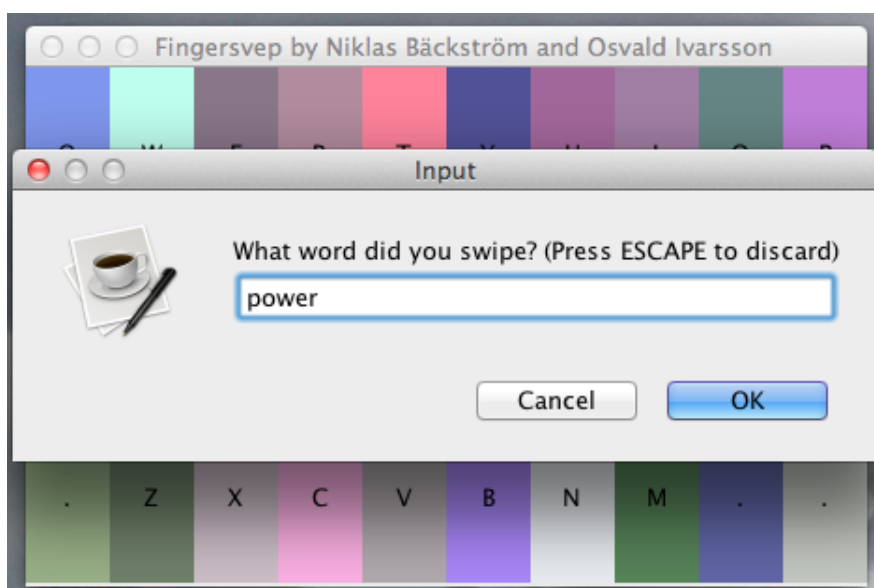 Fingersvep by Niklas Bäckström and Osvald Ivarsson
Input
What word did you swipe? (Press ESCAPE to discard)
power
Cancel OK
. Z X C V B N M . .